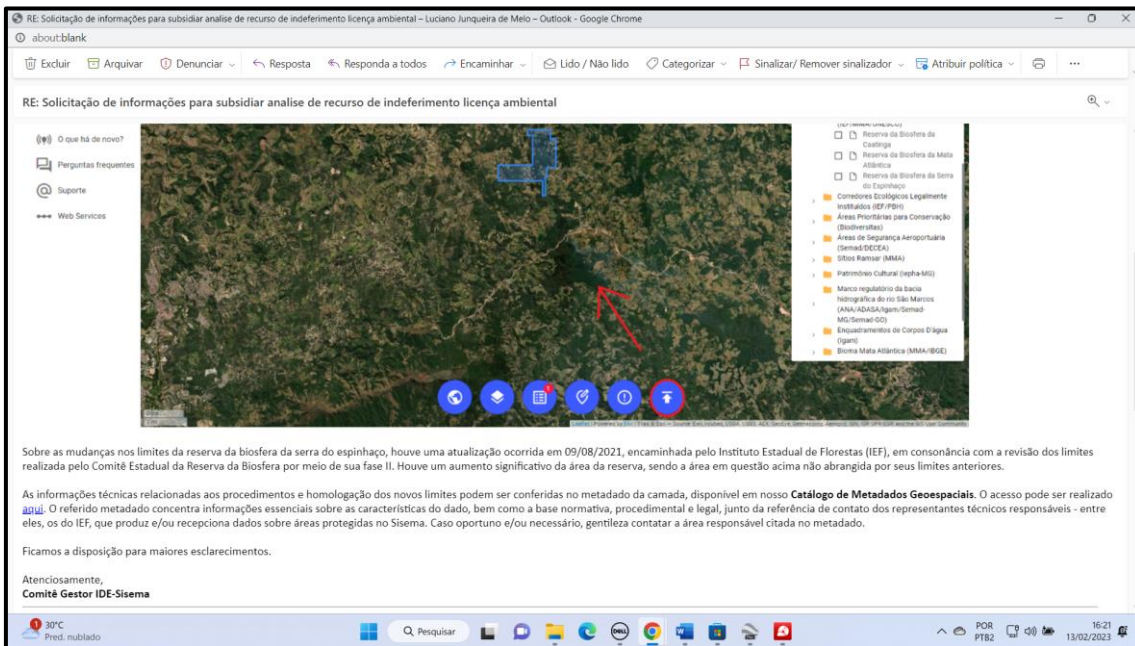 RE: Solicitação de informações para subsidiar analise de recurso de indeferimento licença ambiental – Luciano Junqueira de Melo – Outlook - Google Chrome
about:blank
Excluir Arquivar Denunciar Resposta Responda a todos Encaminhar Lido / Não lido Categorizar Sinalizar/ Remover sinalizador Atribuir política
RE: Solicitação de informações para subsidiar analise de recurso de indeferimento licença ambiental
O que há de novo?
Perguntas frequentes
Suporte
Web Services
(IEF/MMA/UNESCO)
Reserva da Biosfera da
Caatinga
Reserva da Biosfera da Mata
Atlântica
Reserva da Biosfera da Serra
do Espinhaço
Corredores Ecológicos Legalmente
Instituídos (IEF/PBH)
Áreas Prioritárias para Conservação
(Biodiversitas)
Áreas de Segurança Aeroportuária
(Semad/DECEA)
Sítios Ramsar (MMA)
Patrimônio Cultural (Iepha-MG)
Marco regulatório da bacia
hidrográfica do rio São Marcos
(ANA/ADASA/Igam/Semad-
MG/Semad-GO)
Enquadramentos de Corpos D'água
(Igam)
Bioma Mata Atlântica (MMA/IBGE)
Sobre as mudanças nos limites da reserva da biosfera da serra do espinhaço, houve uma atualização ocorrida em 09/08/2021, encaminhada pelo Instituto Estadual de Florestas (IEF), em consonância com a revisão dos limites
realizada pelo Comitê Estadual da Reserva da Biosfera por meio de sua fase II. Houve um aumento significativo da área da reserva, sendo a área em questão acima não abrangida por seus limites anteriores.
As informações técnicas relacionadas aos procedimentos e homologação dos novos limites podem ser conferidas no metadado da camada, disponível em nosso Catálogo de Metadados Geoespaciais. O acesso pode ser realizado
aqui. O referido metadado concentra informações essenciais sobre as características do dado, bem como a base normativa, procedimental e legal, junto da referência de contato dos representantes técnicos responsáveis - entre
eles, os do IEF, que produz e/ou recepciona dados sobre áreas protegidas no Sisema. Caso oportuno e/ou necessário, gentileza contatar a área responsável citada no metadado.
Ficamos a disposição para maiores esclarecimentos.
Atenciosamente,
Comitê Gestor IDE-Sisema
1
30°C
Pred. nublado
Pesquisar
DELL
POR
PTB2
16:21
13/02/2023